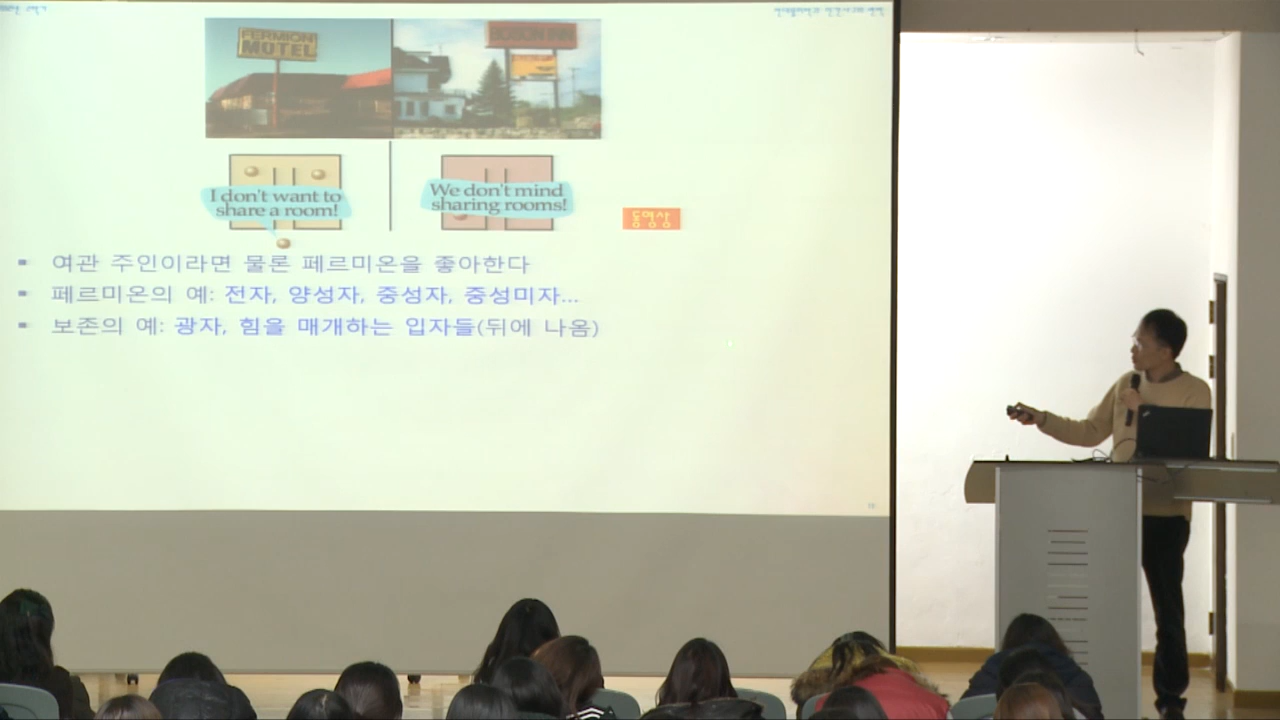 FERMION
MOTEL
BOSON INN
I don't want to
share a room!
We don't mind
sharing rooms!
동영상
▪ 여관 주인이라면 물론 페르미온을 좋아한다
▪ 페르미온의 예: 전자, 양성자, 중성자, 중성미자...
▪ 보존의 예: 광자, 힘을 매개하는 입자들(뒤에 나옴)